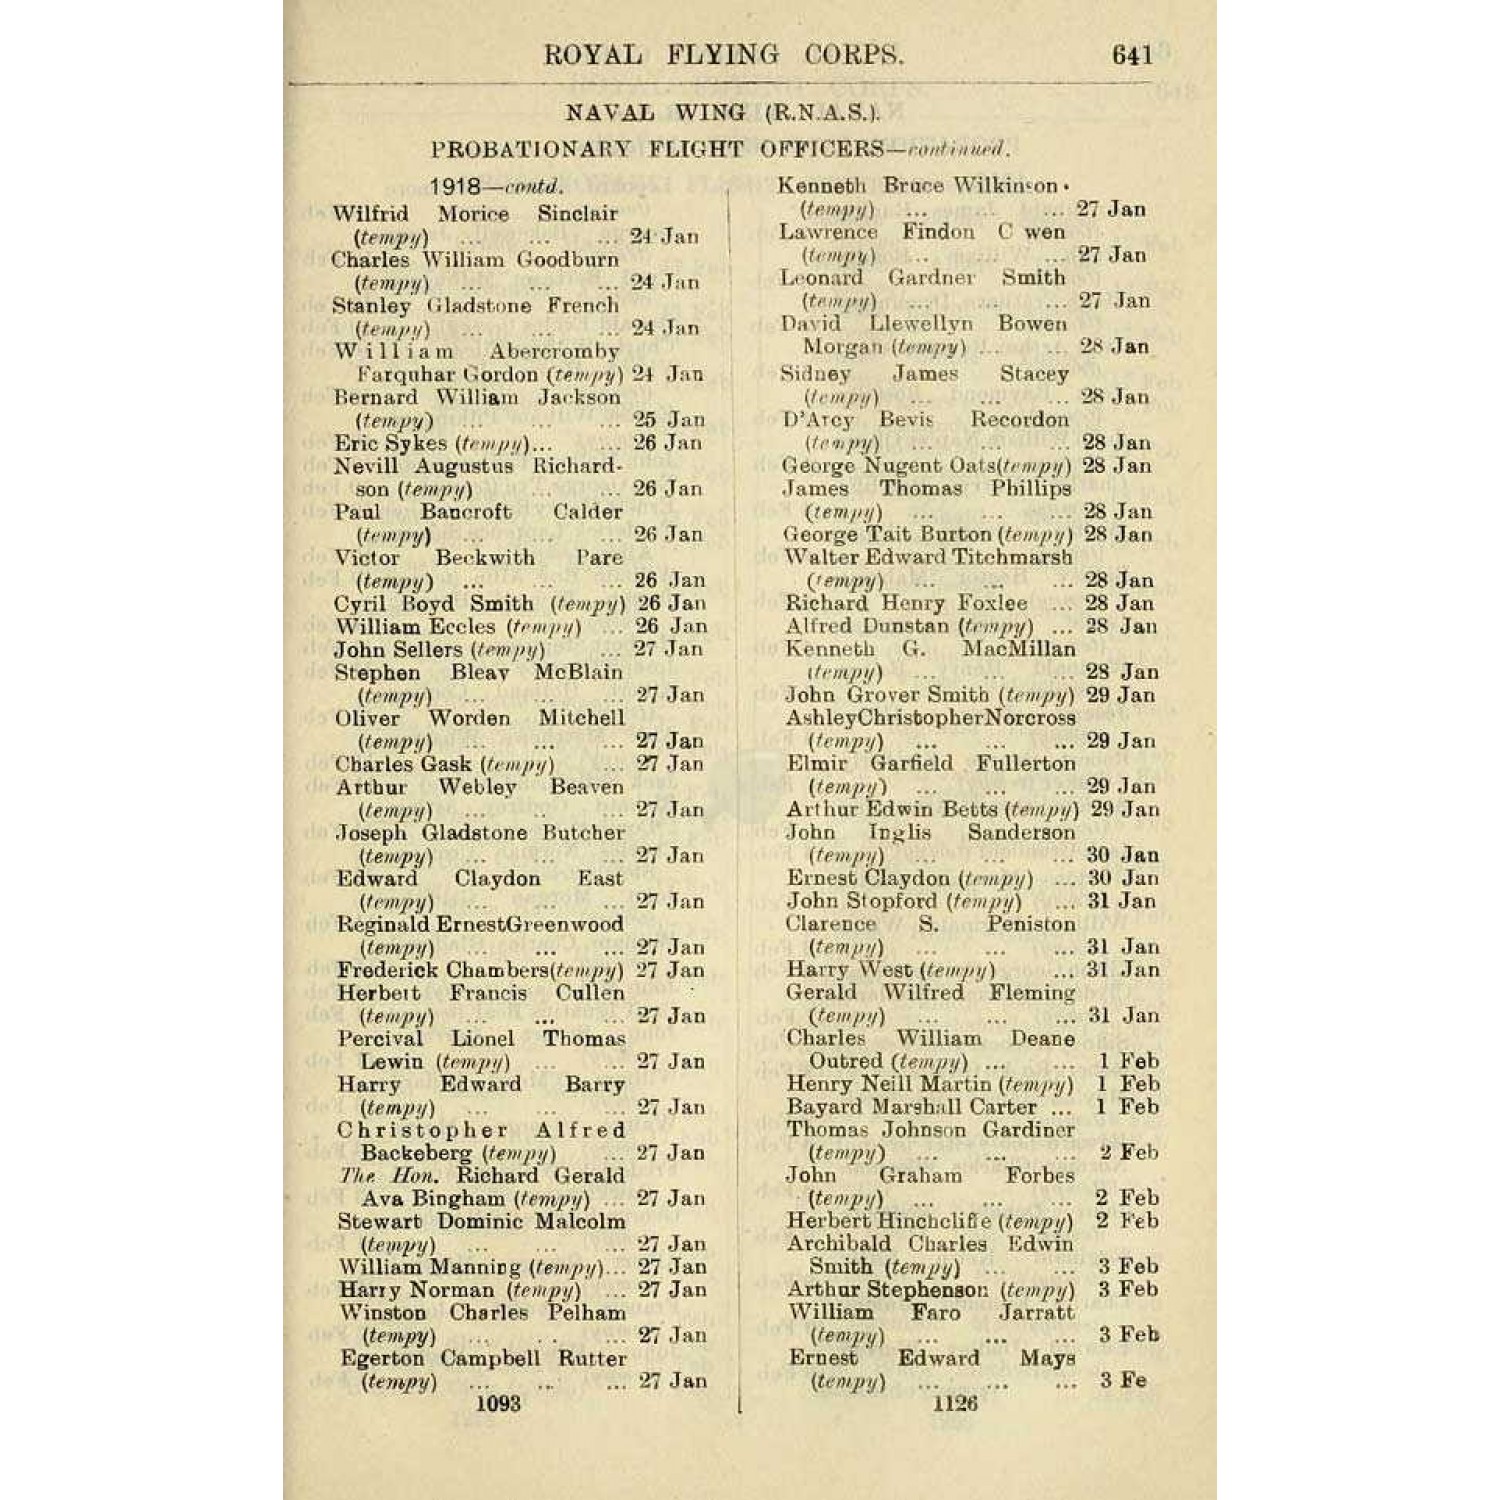 ROYAL FLYING CORPS. 641
NAVAL WING (R.N.A.S.).
PROBATIONARY FLIGHT OFFICERS—continued.
1918—contd.
Wilfrid Morice Sinclair
(tempy) ... ... ... 24 Jan
Charles William Goodburn
(tempy) ... ... ... 24 Jan
Stanley Gladstone French
(tempy) ... ... ... 24 Jan
William Abercromby
Farquhar Gordon (tempy) 24 Jan
Bernard William Jackson
(tempy) ... ... ... 25 Jan
Eric Sykes (tempy)... ... 26 Jan
Nevill Augustus Richard-
son (tempy) ... ... 26 Jan
Paul Bancroft Calder
(tempy) ... ... ... 26 Jan
Victor Beckwith Pare
(tempy) ... ... ... 26 Jan
Cyril Boyd Smith (tempy) 26 Jan
William Eccles (tempy) ... 26 Jan
John Sellers (tempy) ... 27 Jan
Stephen Bleay McBlain
(tempy) ... ... ... 27 Jan
Oliver Worden Mitchell
(tempy) ... ... ... 27 Jan
Charles Gask (tempy) ... 27 Jan
Arthur Webley Beaven
(tempy) ... ... ... 27 Jan
Joseph Gladstone Butcher
(tempy) ... ... ... 27 Jan
Edward Claydon East
(tempy) ... ... ... 27 Jan
Reginald ErnestGreenwood
(tempy) ... ... ... 27 Jan
Frederick Chambers(tempy) 27 Jan
Herbert Francis Cullen
(tempy) ... ... ... 27 Jan
Percival Lionel Thomas
Lewin (tempy) ... ... 27 Jan
Harry Edward Barry
(tempy) ... ... ... 27 Jan
Christopher Alfred
Backeberg (tempy) ... 27 Jan
The Hon. Richard Gerald
Ava Bingham (tempy) ... 27 Jan
Stewart Dominic Malcolm
(tempy) ... ... ... 27 Jan
William Manning (tempy)... 27 Jan
Harry Norman (tempy) ... 27 Jan
Winston Charles Pelham
(tempy) ... ... ... 27 Jan
Egerton Campbell Rutter
(tempy) ... ... ... 27 Jan
1093
Kenneth Bruce Wilkinson
(tempy) ... ... ... 27 Jan
Lawrence Findon C wen
(tempy) ... ... ... 27 Jan
Leonard Gardner Smith
(tempy) ... ... ... 27 Jan
David Llewellyn Bowen
Morgan (tempy) ... ... 28 Jan
Sidney James Stacey
(tempy) ... ... ... 28 Jan
D'Arcy Bevis Recordon
(tempy) ... ... ... 28 Jan
George Nugent Oats(tempy) 28 Jan
James Thomas Phillips
(tempy) ... ... ... 28 Jan
George Tait Burton (tempy) 28 Jan
Walter Edward Titchmarsh
(tempy) ... ... ... 28 Jan
Richard Henry Foxlee ... 28 Jan
Alfred Dunstan (tempy) ... 28 Jan
Kenneth G. MacMillan
(tempy) ... ... ... 28 Jan
John Grover Smith (tempy) 29 Jan
AshleyChristopherNorcross
(tempy) ... ... ... 29 Jan
Elmir Garfield Fullerton
(tempy) ... ... ... 29 Jan
Arthur Edwin Betts (tempy) 29 Jan
John Inglis Sanderson
(tempy) ... ... ... 30 Jan
Ernest Claydon (tempy) ... 30 Jan
John Stopford (tempy) ... 31 Jan
Clarence S. Peniston
(tempy) ... ... ... 31 Jan
Harry West (tempy) ... 31 Jan
Gerald Wilfred Fleming
(tempy) ... ... ... 31 Jan
Charles William Deane
Outred (tempy) ... ... 1 Feb
Henry Neill Martin (tempy) 1 Feb
Bayard Marshall Carter ... 1 Feb
Thomas Johnson Gardiner
(tempy) ... ... ... 2 Feb
John Graham Forbes
(tempy) ... ... ... 2 Feb
Herbert Hinchcliffe (tempy) 2 Feb
Archibald Charles Edwin
Smith (tempy) ... ... 3 Feb
Arthur Stephenson (tempy) 3 Feb
William Faro Jarratt
(tempy) ... ... ... 3 Feb
Ernest Edward Mays
(tempy) ... ... ... 3 Fe
1126